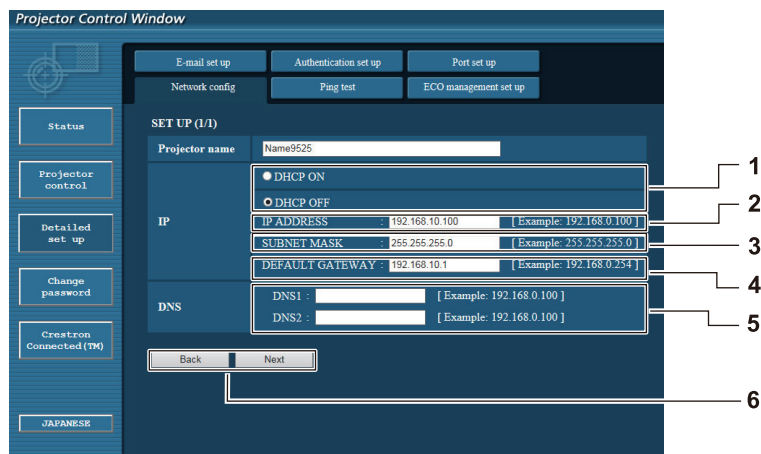 Projector Control Window
E-mail set up
Authentication set up
Port set up
Network config
Ping test
ECO management set up
Status
Projector
control
Detailed
set up
Change
password
Crestron
Connected(TM)
JAPANESE
SET UP (1/1)
Projector name Name9525
IP
DHCP ON
DHCP OFF
IP ADDRESS : 192.168.10.100 [ Example: 192.168.0.100 ]
SUBNET MASK : 255.255.255.0 [ Example: 255.255.255.0 ]
DEFAULT GATEWAY : 192.168.10.1 [ Example: 192.168.0.254 ]
DNS
DNS1 : [ Example: 192.168.0.100 ]
DNS2 : [ Example: 192.168.0.100 ]
Back
Next
1
2
3
4
5
6